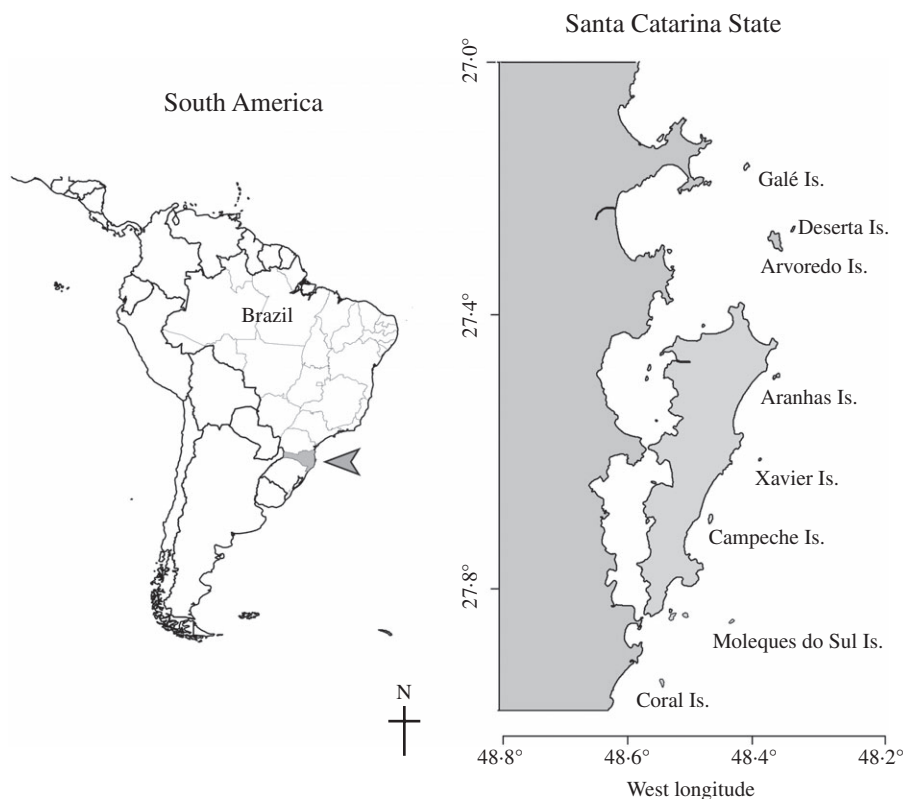 South America
Brazil
N
Santa Catarina State
27·0°
27·4°
27·8°
Galé Is.
Deserta Is.
Arvoredo Is.
Aranhas Is.
Xavier Is.
Campeche Is.
Moleques do Sul Is.
Coral Is.
48·8° 48·6° 48·4° 48·2°
West longitude